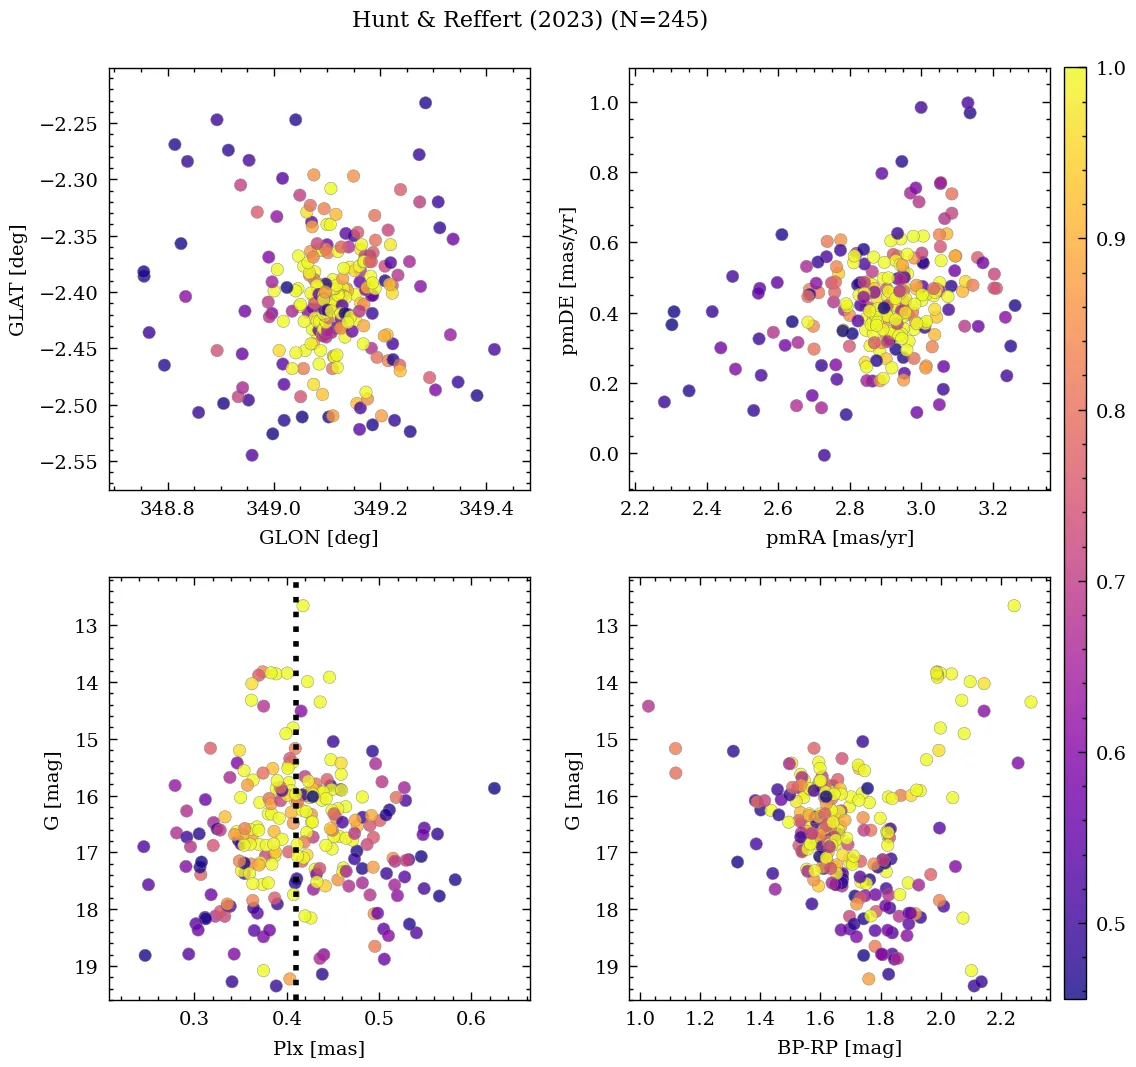 Hunt & Reffert (2023) (N=245)
−2.25
−2.30
−2.35
−2.40
−2.45
−2.50
−2.55
GLAT [deg]
348.8 349.0 349.2 349.4
GLON [deg]
1.0
0.8
0.6
0.4
0.2
0.0
pmDE [mas/yr]
2.2 2.4 2.6 2.8 3.0 3.2
pmRA [mas/yr]
1.0
0.9
0.8
0.7
0.6
0.5
13
14
15
16
17
18
19
G [mag]
0.3 0.4 0.5 0.6
Plx [mas]
13
14
15
16
17
18
19
G [mag]
1.0 1.2 1.4 1.6 1.8 2.0 2.2
BP-RP [mag]